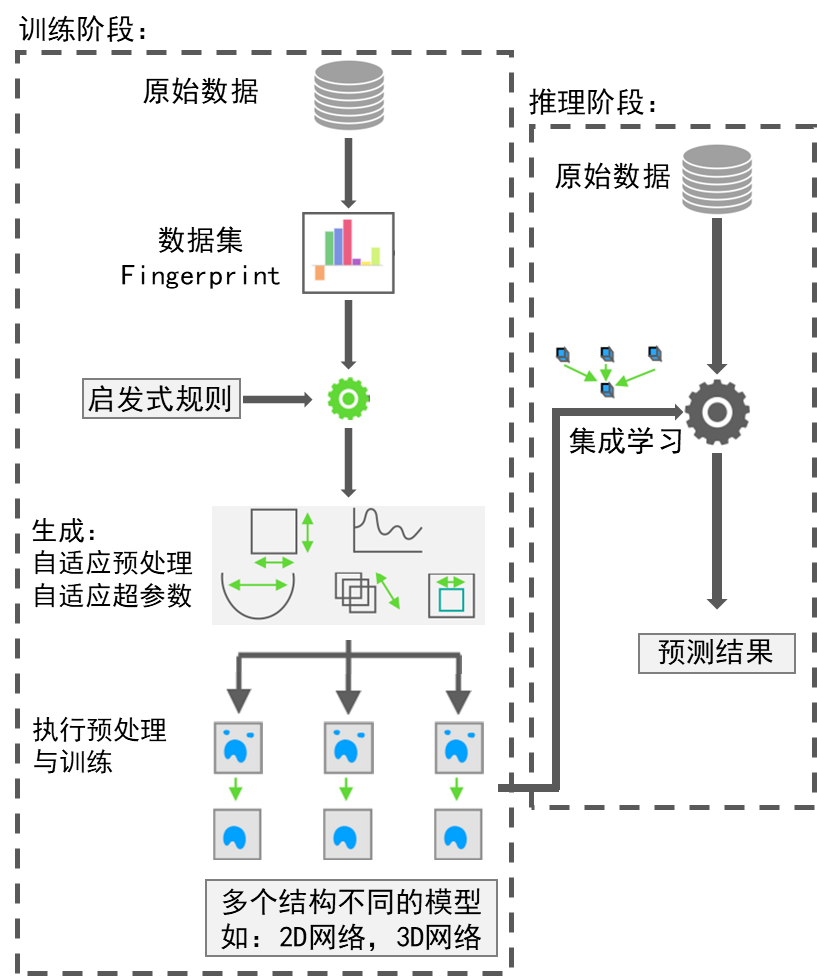 训练阶段：
原始数据
数据集
Fingerprint
启发式规则
生成：
自适应预处理
自适应超参数
执行预处理
与训练
多个结构不同的模型
如：2D网络，3D网络
推理阶段：
原始数据
集成学习
预测结果